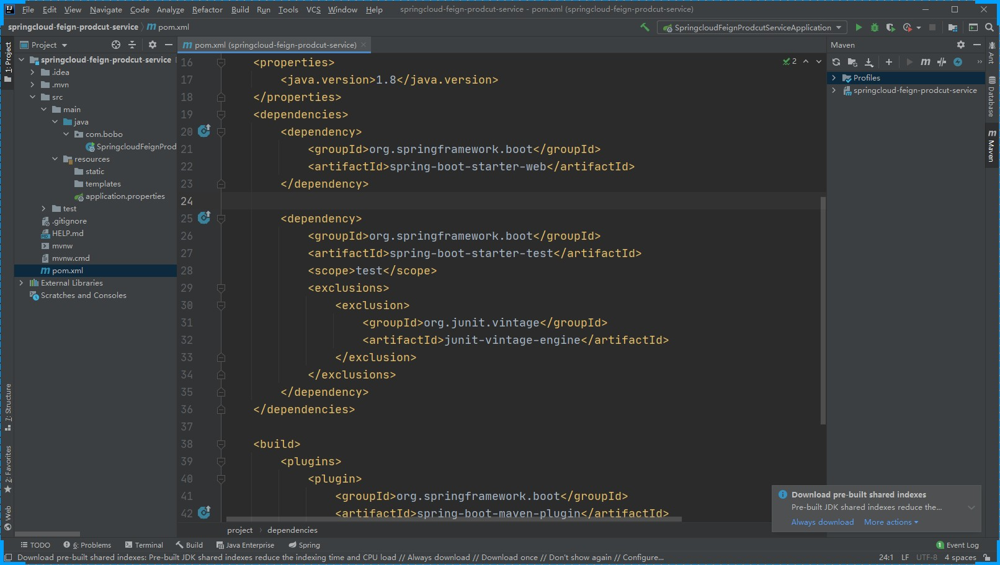 File Edit View Navigate Code Analyze Refactor Build Run Tools VCS Window Help springcloud-feign-prodcut-service - pom.xml (springcloud-feign-prodcut-service)
springcloud-feign-prodcut-service pom.xml
SpringcloudFeignProdcutServiceApplication
1: Project
7: Structure
2: Favorites
Web
Project
springcloud-feign-prodcut-service
.idea
.mvn
src
main
java
com.bobo
SpringcloudFeignProd
resources
static
templates
application.properties
test
.gitignore
HELP.md
mvnw
mvnw.cmd
pom.xml
External Libraries
Scratches and Consoles
pom.xml (springcloud-feign-prodcut-service)
2
16 <properties>
17 <java.version>1.8</java.version>
18 </properties>
19 <dependencies>
20 <dependency>
21 <groupId>org.springframework.boot</groupId>
22 <artifactId>spring-boot-starter-web</artifactId>
23 </dependency>
24
25 <dependency>
26 <groupId>org.springframework.boot</groupId>
27 <artifactId>spring-boot-starter-test</artifactId>
28 <scope>test</scope>
29 <exclusions>
30 <exclusion>
31 <groupId>org.junit.vintage</groupId>
32 <artifactId>junit-vintage-engine</artifactId>
33 </exclusion>
34 </exclusions>
35 </dependency>
36 </dependencies>
37
38 <build>
39 <plugins>
40 <plugin>
41 <groupId>org.springframework.boot</groupId>
42 <artifactId>spring-boot-maven-plugin</artifactId>
project dependencies
Maven
Profiles
springcloud-feign-prodcut-service
Ant
Database
Maven
Download pre-built shared indexes
Pre-built JDK shared indexes reduce the...
Always download More actions
TODO 6: Problems Terminal Build Java Enterprise Spring 1 Event Log
Download pre-built shared indexes: Pre-built JDK shared indexes reduce the indexing time and CPU load // Always download // Download once // Don't show again // Configure... 24:1 LF UTF-8 4 spaces